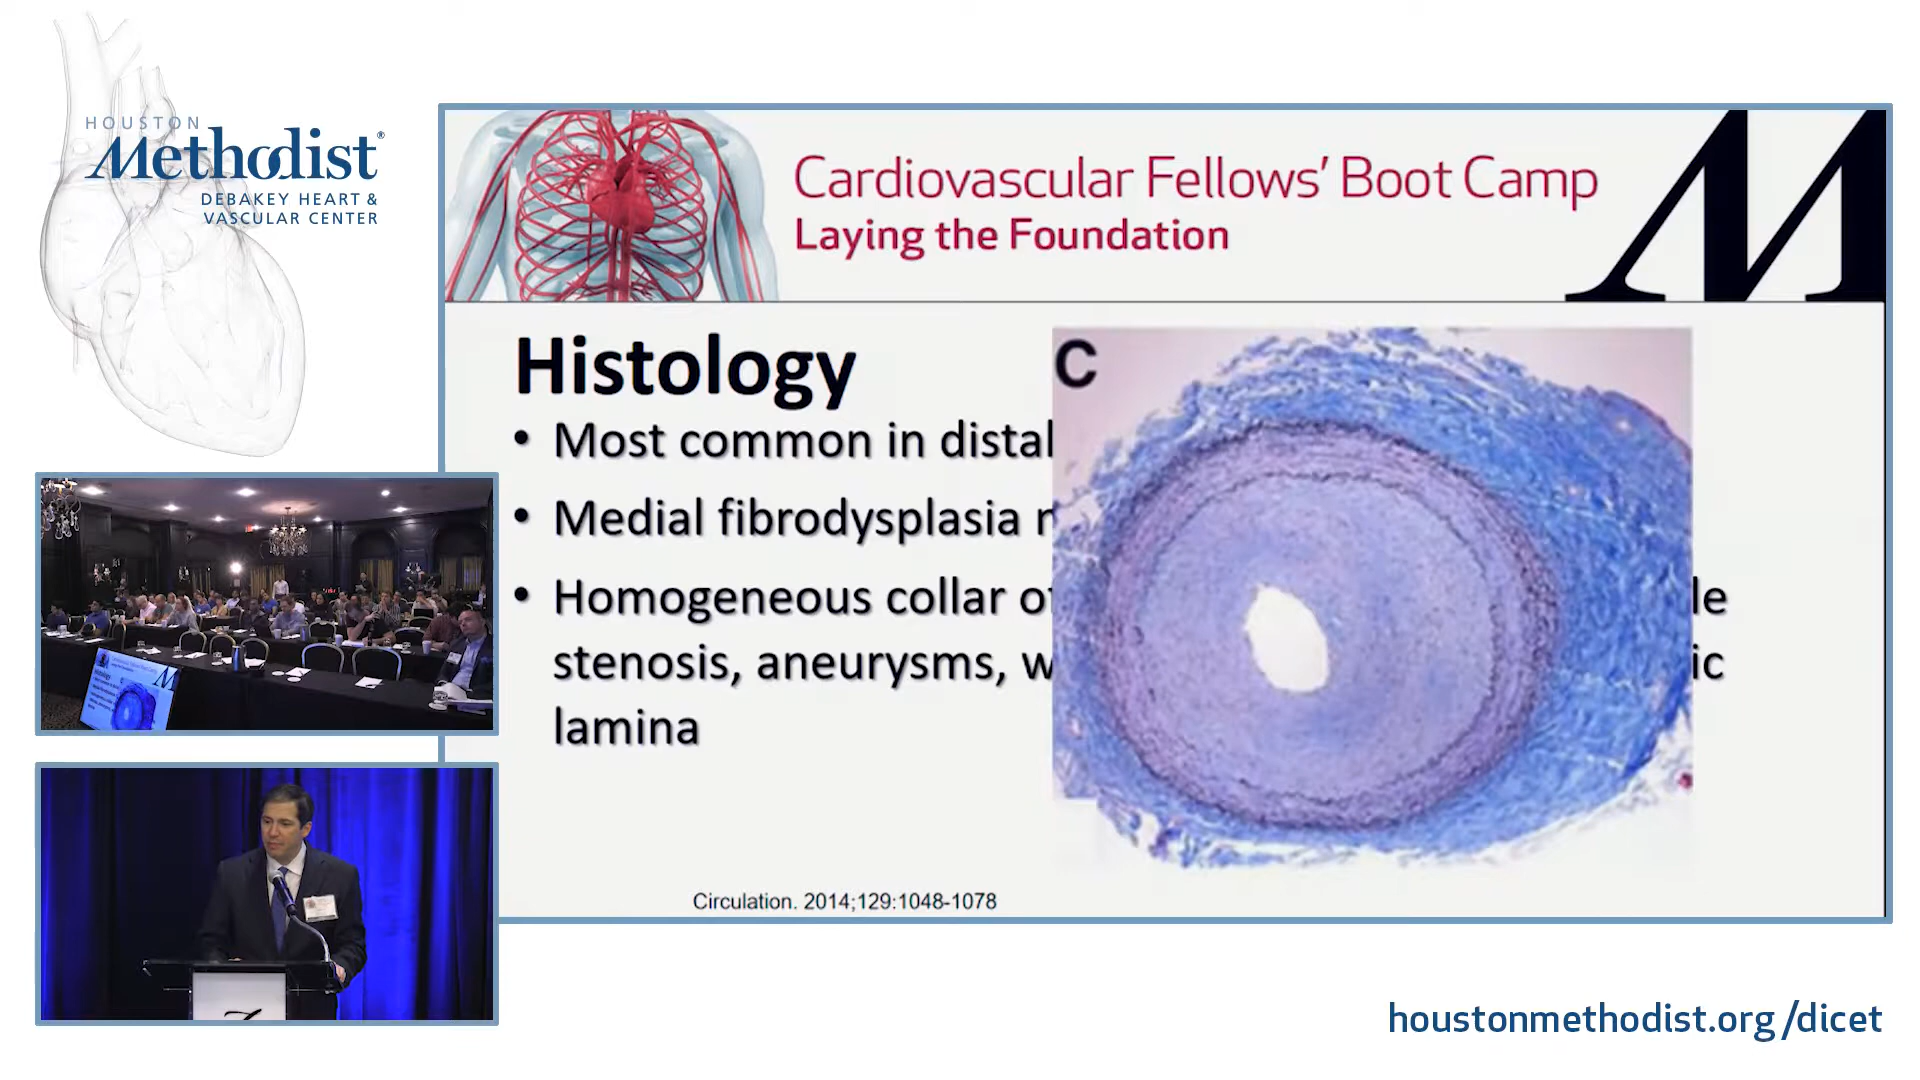 HOUSTON
Methodist®
DEBAKEY HEART &
VASCULAR CENTER
Cardiovascular Fellows' Boot Camp
Laying the Foundation
M
Histology
C
• Most common in distal
• Medial fibrodysplasia
• Homogeneous collar of le
stenosis, aneurysms, w ic
lamina
Circulation. 2014;129:1048-1078
houstonmethodist.org/dicet